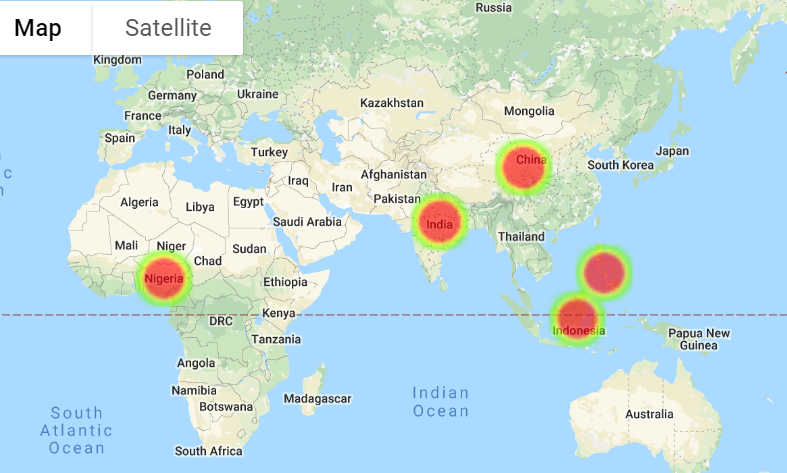 Map
Satellite
Russia
Kingdom
Poland
Germany
Ukraine
France
Kazakhstan
Mongolia
Italy
Spain
Turkey
China
South Korea
Japan
Iraq
Iran
Afghanistan
Pakistan
Algeria
Libya
Egypt
Saudi Arabia
India
Thailand
Mali
Niger
Sudan
Chad
Nigeria
Ethiopia
DRC
Kenya
Tanzania
Indonesia
Papua New
Guinea
Angola
Namibia
Botswana
Madagascar
Indian
Ocean
South
Atlantic
Ocean
Australia
South Africa